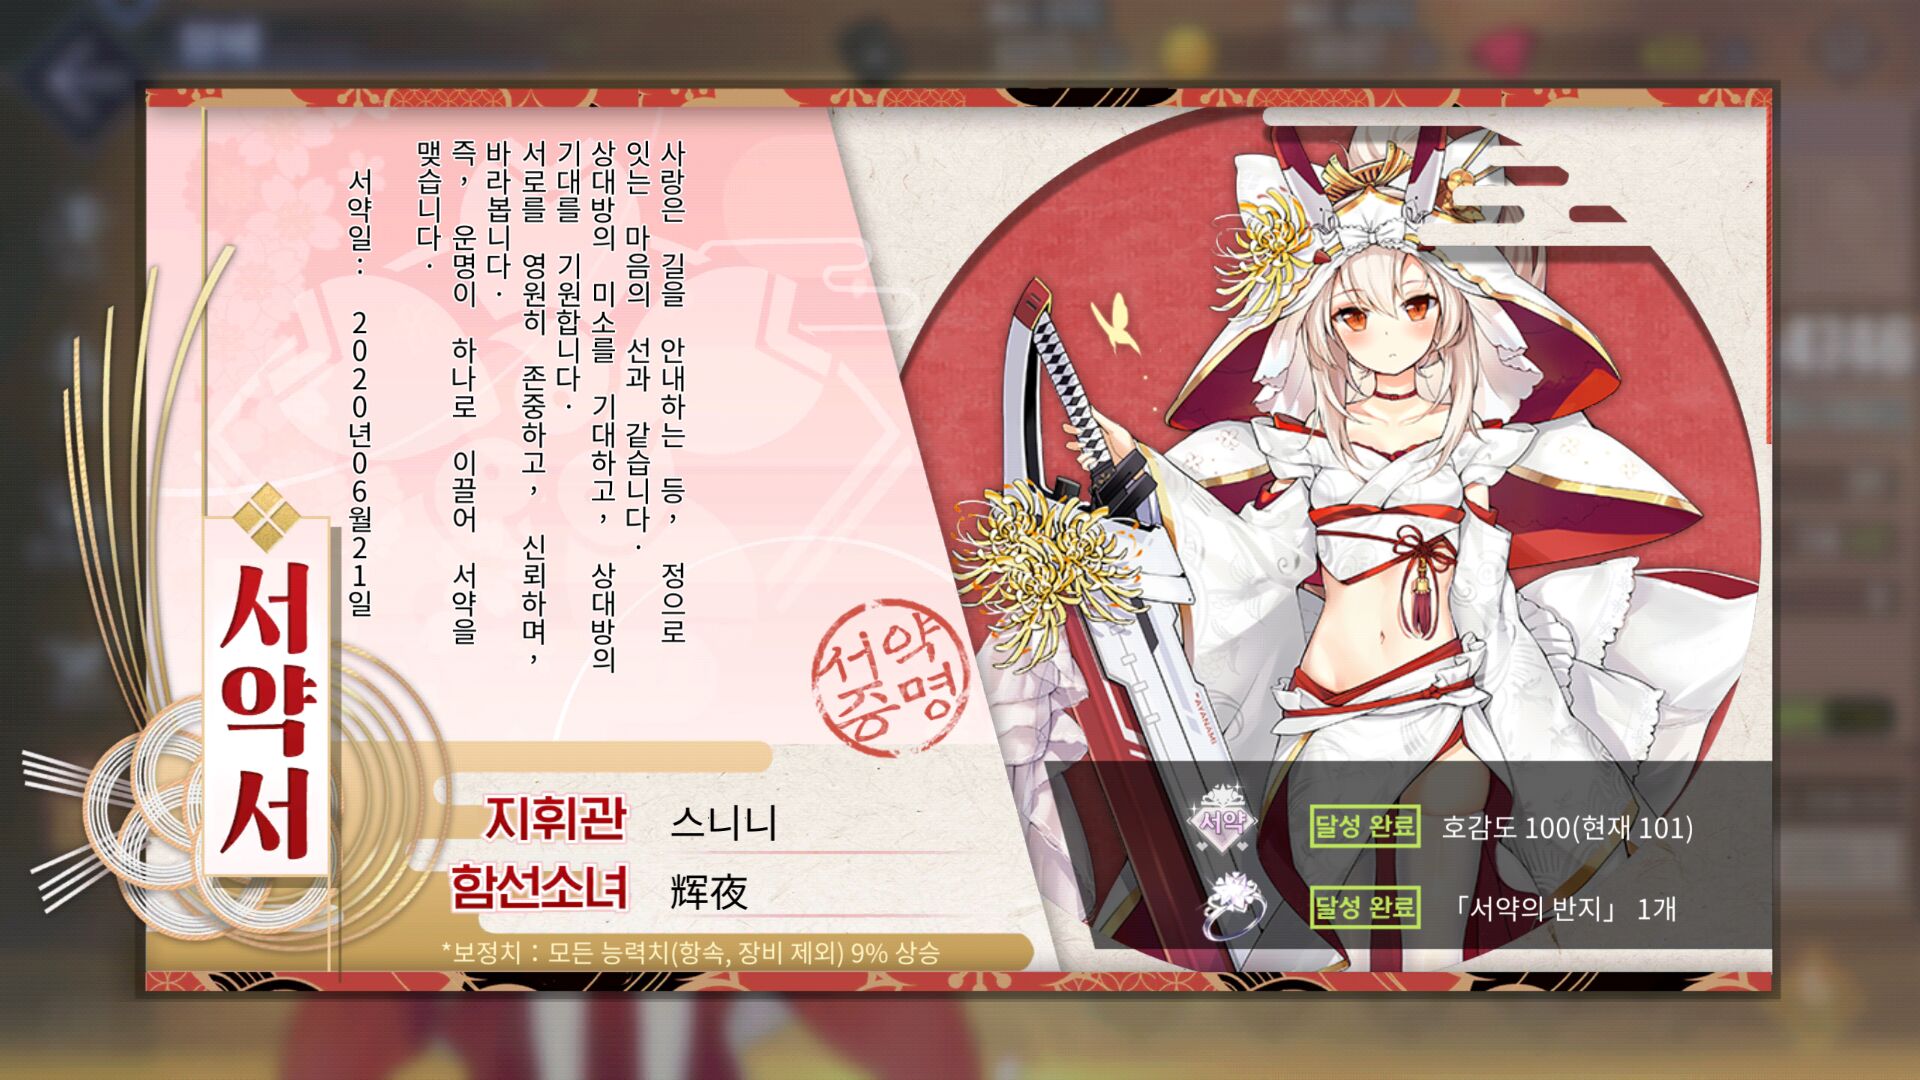 사랑은 길을 안내하는 등, 정으로
잇는 마음의 선과 같습니다.
상대방의 미소를 기대하고, 상대방의
기대를 기원합니다.
서로를 영원히 존중하고, 신뢰하며,
바라봅니다.
즉, 운명이 하나로 이끌어 서약을
맺습니다.
서약일: 2020년06월21일
서약서
서약
증명
지휘관 스니니
함선소녀 辉夜
*보정치 : 모든 능력치(항속, 장비 제외) 9% 상승
AYANAMI
서약
달성 완료 호감도 100(현재 101)
달성 완료 「서약의 반지」 1개